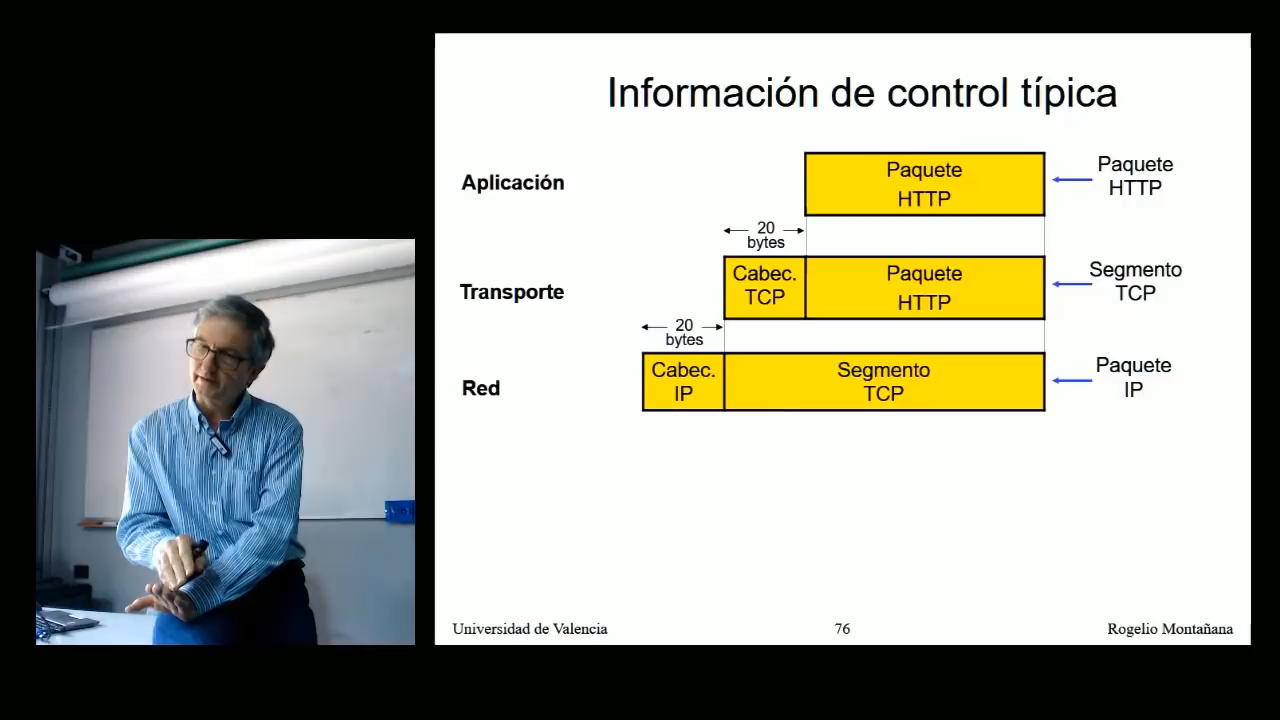 Información de control típica
Aplicación
Paquete
HTTP
Paquete
HTTP
20
bytes
Transporte
Cabec.
TCP
Paquete
HTTP
Segmento
TCP
20
bytes
Red
Cabec.
IP
Segmento
TCP
Paquete
IP
Universidad de Valencia
76
Rogelio Montañana